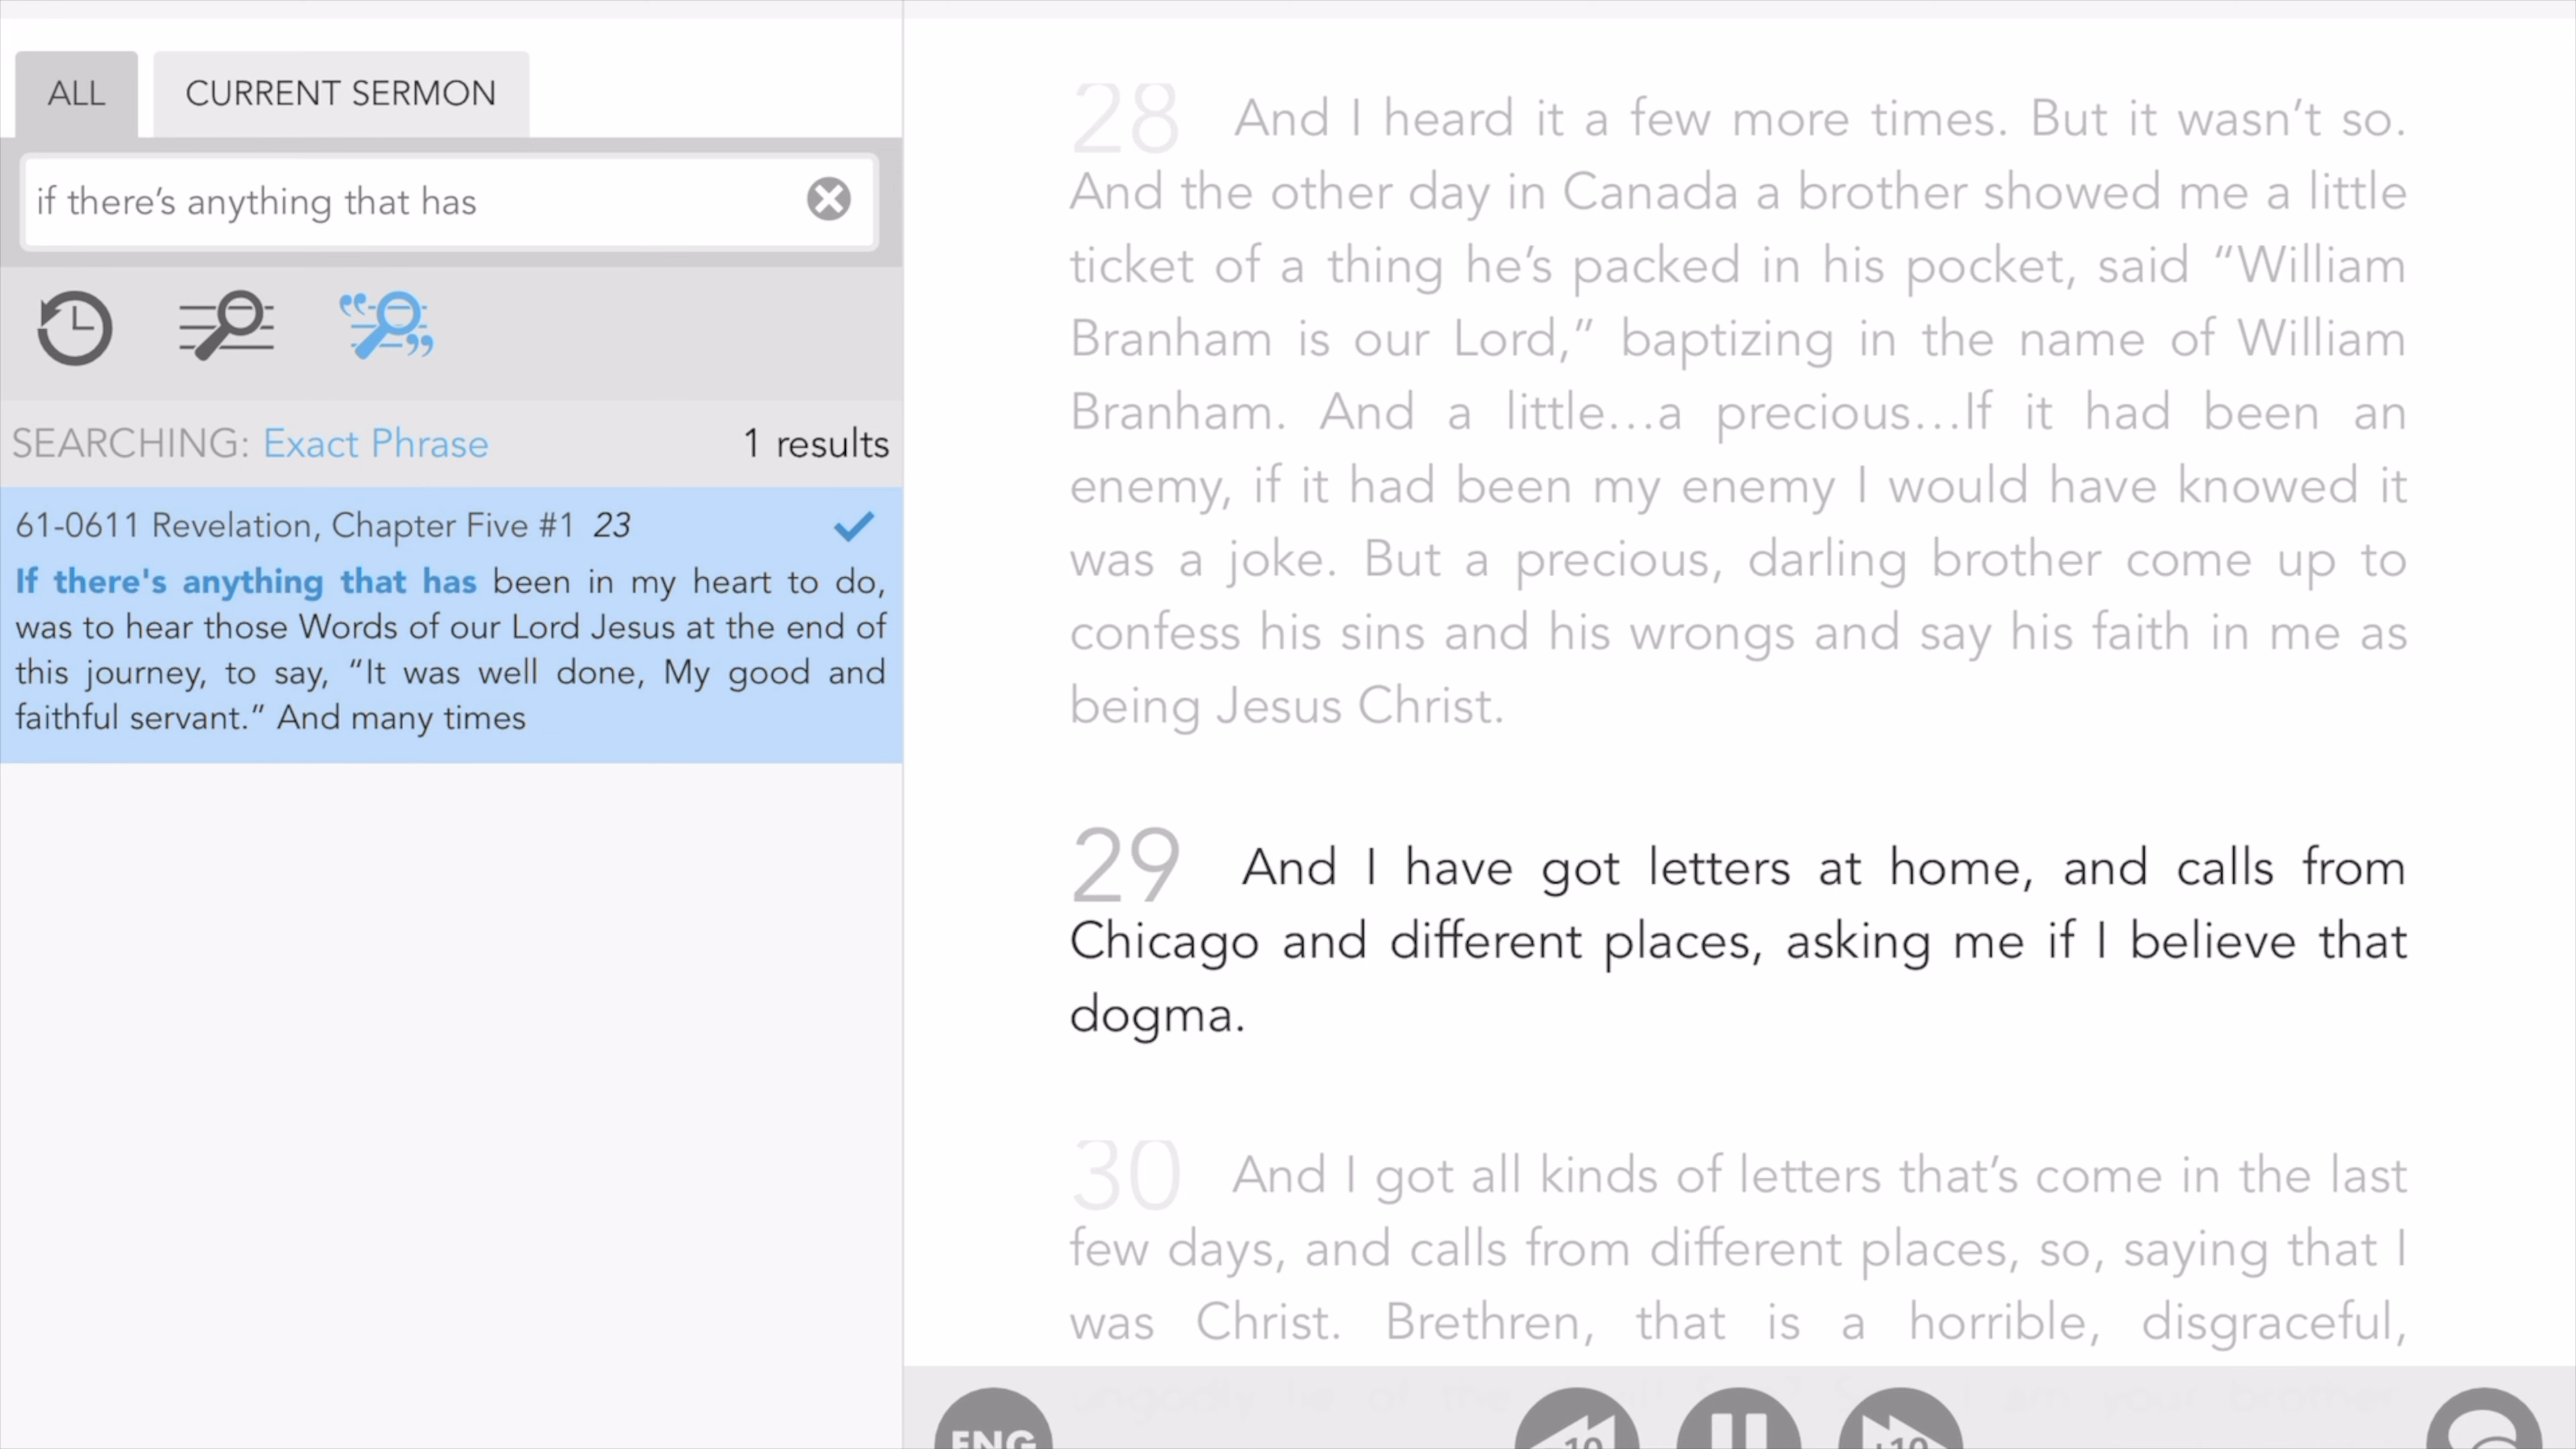 ALL
CURRENT SERMON
if there’s anything that has
SEARCHING: Exact Phrase
1 results
61-0611 Revelation, Chapter Five #1 23
If there's anything that has been in my heart to do,
was to hear those Words of our Lord Jesus at the end of
this journey, to say, “It was well done, My good and
faithful servant.” And many times
28 And I heard it a few more times. But it wasn’t so.
And the other day in Canada a brother showed me a little
ticket of a thing he’s packed in his pocket, said “William
Branham is our Lord,” baptizing in the name of William
Branham. And a little…a precious…If it had been an
enemy, if it had been my enemy I would have knowed it
was a joke. But a precious, darling brother come up to
confess his sins and his wrongs and say his faith in me as
being Jesus Christ.
29 And I have got letters at home, and calls from
Chicago and different places, asking me if I believe that
dogma.
30 And I got all kinds of letters that’s come in the last
few days, and calls from different places, so, saying that I
was Christ. Brethren, that is a horrible, disgraceful,
ENG